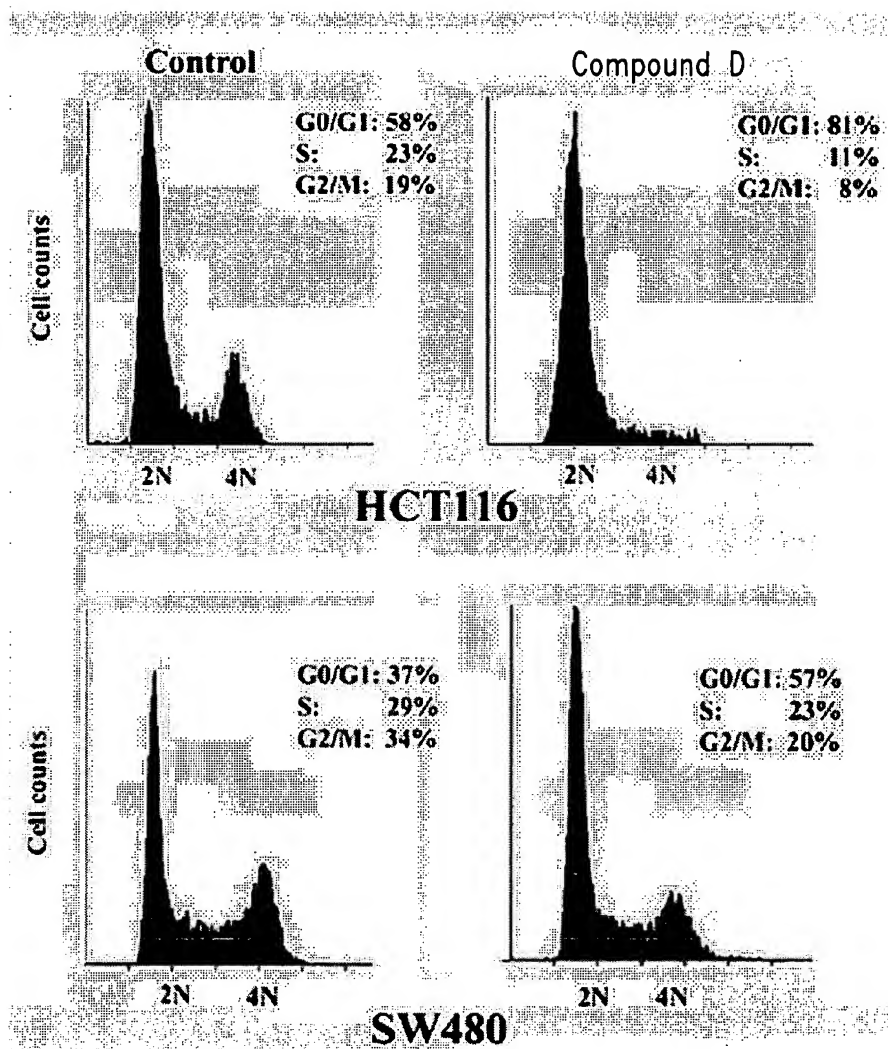 Control
Compound D
G0/G1: 58%
S: 23%
G2/M: 19%
G0/G1: 81%
S: 11%
G2/M: 8%
Cell counts
2N 4N
2N 4N
HCT116
G0/G1: 37%
S: 29%
G2/M: 34%
G0/G1: 57%
S: 23%
G2/M: 20%
Cell counts
2N 4N
2N 4N
SW480